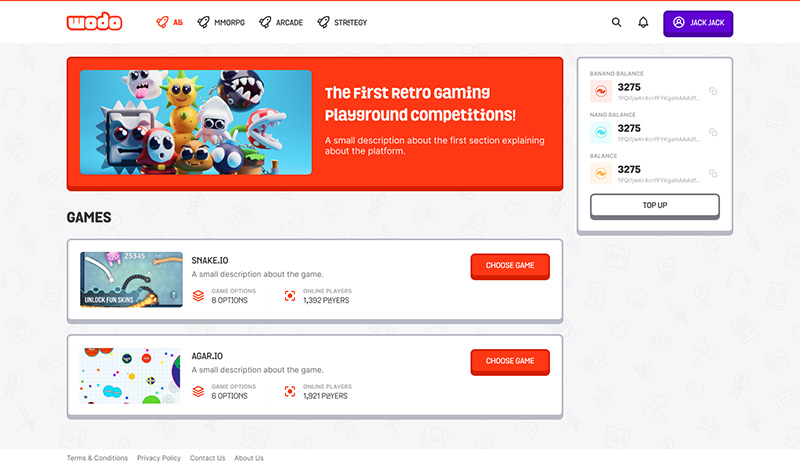 wodo
All
MMORPG
ARCADE
STRATEGY
JACK JACK
The First Retro Gaming
Playground competitions!
A small description about the first section explaining
about the platform.
BANANO BALANCE
3275
NANO BALANCE
3275
BALANCE
3275
TOP UP
GAMES
25345
UNLOCK FUN SKINS
SNAKE.IO
A small description about the game.
GAME OPTIONS
8 OPTIONS
ONLINE PLAYERS
1,392 PLAYERS
CHOOSE GAME
AGAR.IO
A small description about the game.
GAME OPTIONS
6 OPTIONS
ONLINE PLAYERS
1,921 PLAYERS
CHOOSE GAME
Terms & Conditions Privacy Policy Contact Us About Us